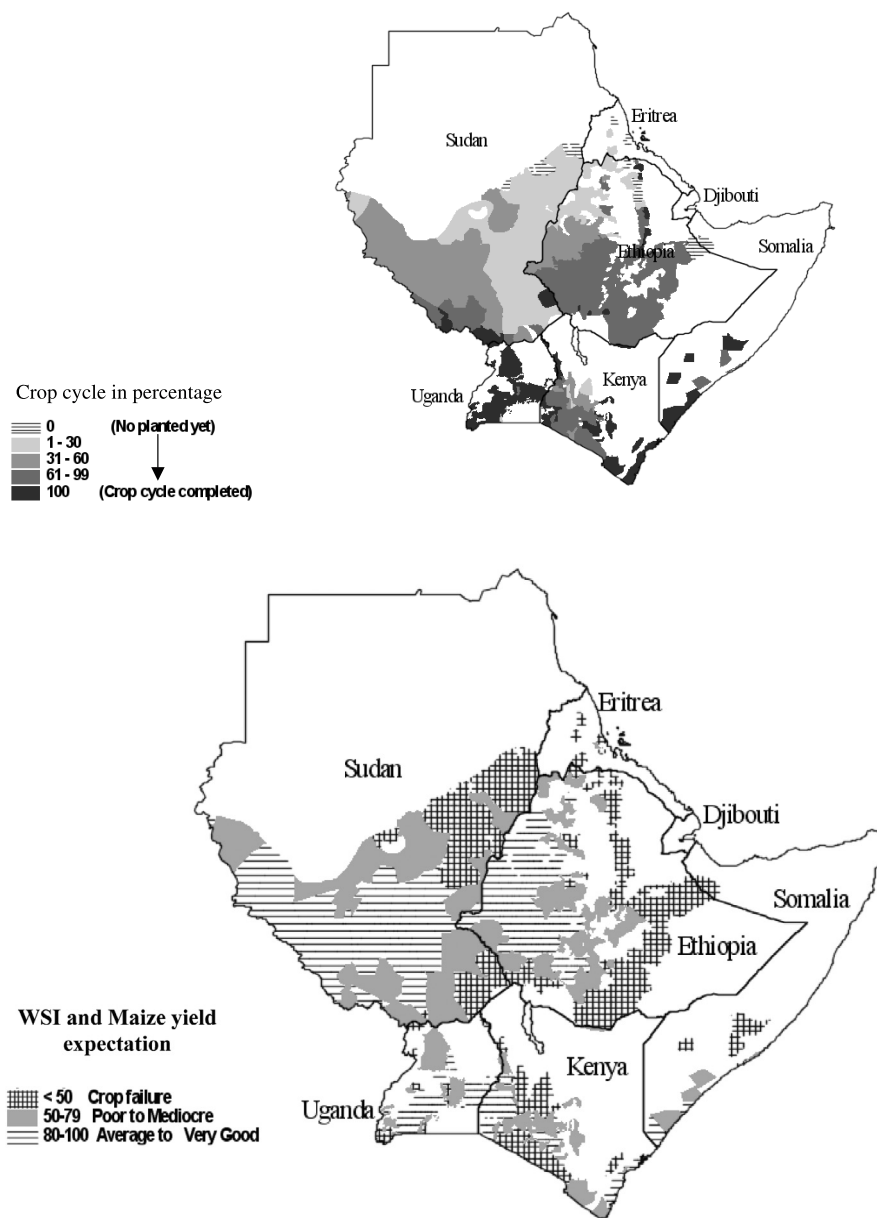 Eritrea
Sudan
Djibouti
Ethiopia
Somalia
Kenya
Uganda
Crop cycle in percentage
0 (No planted yet)
1 - 30
31 - 60
61 - 99
100 (Crop cycle completed)
Eritrea
Sudan
Djibouti
Somalia
Ethiopia
WSI and Maize yield
expectation
Kenya
< 50 Crop failure
50-79 Poor to Mediocre
80-100 Average to Very Good
Uganda